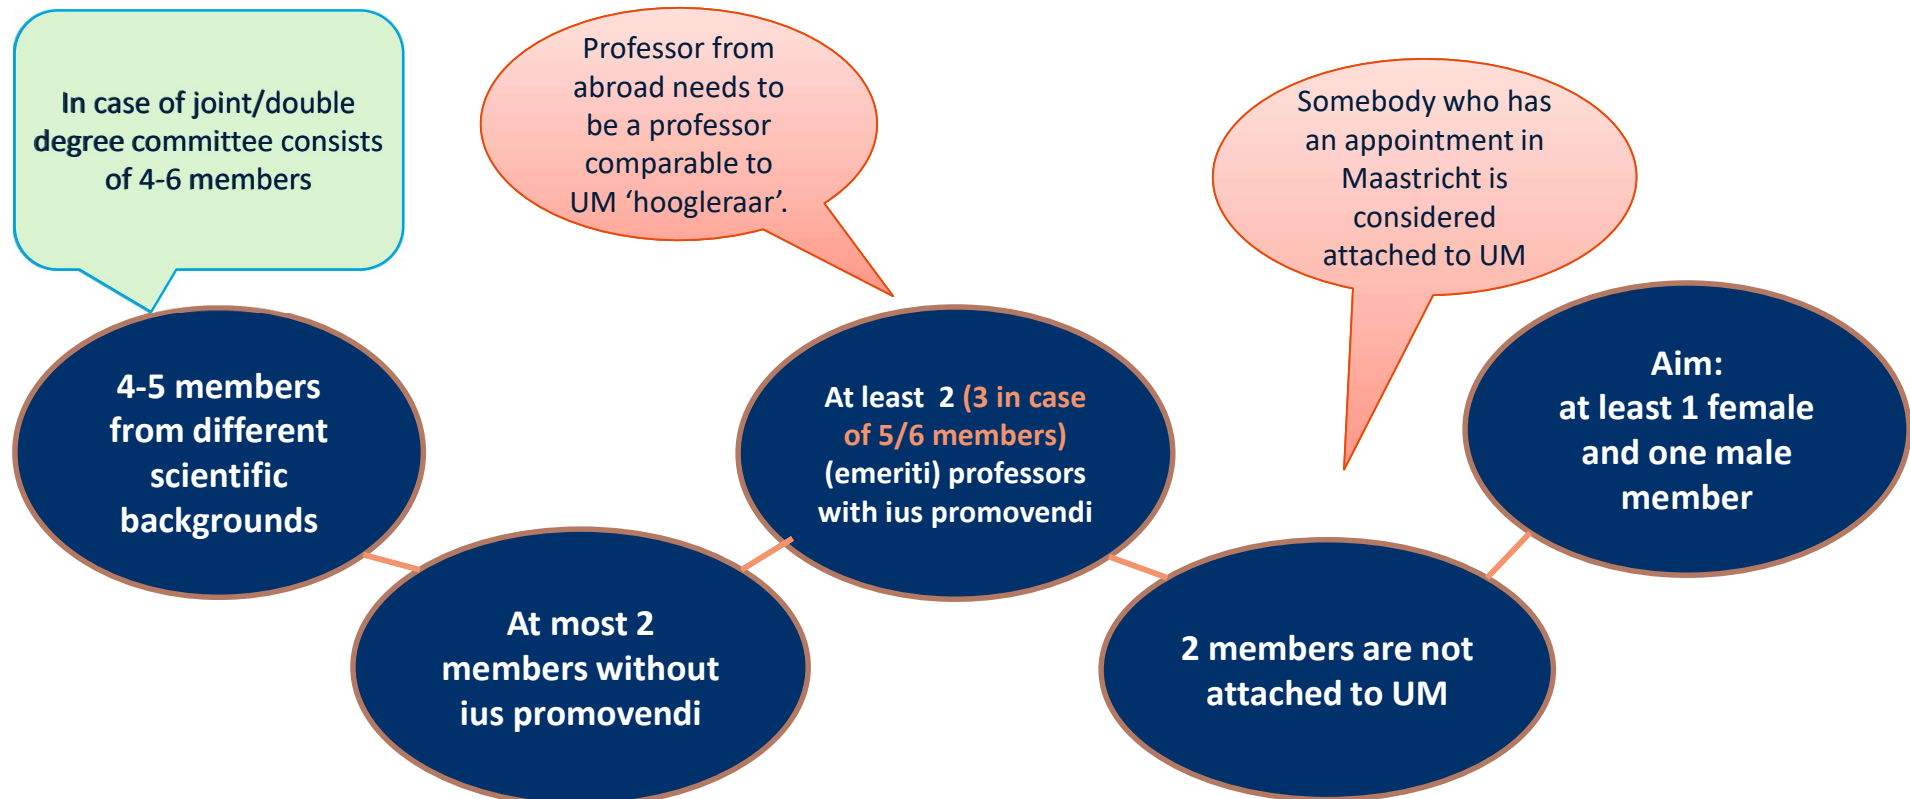 In case of joint/double
degree committee consists
of 4-6 members
Professor from
abroad needs to
be a professor
comparable to
UM ‘hoogleraar’.
Somebody who has
an appointment in
Maastricht is
considered
attached to UM
4-5 members
from different
scientific
backgrounds
At most 2
members without
ius promovendi
At least  2 (3 in case
of 5/6 members)
(emeriti) professors
with ius promovendi
2 members are not
attached to UM
Aim:
at least 1 female
and one male
member